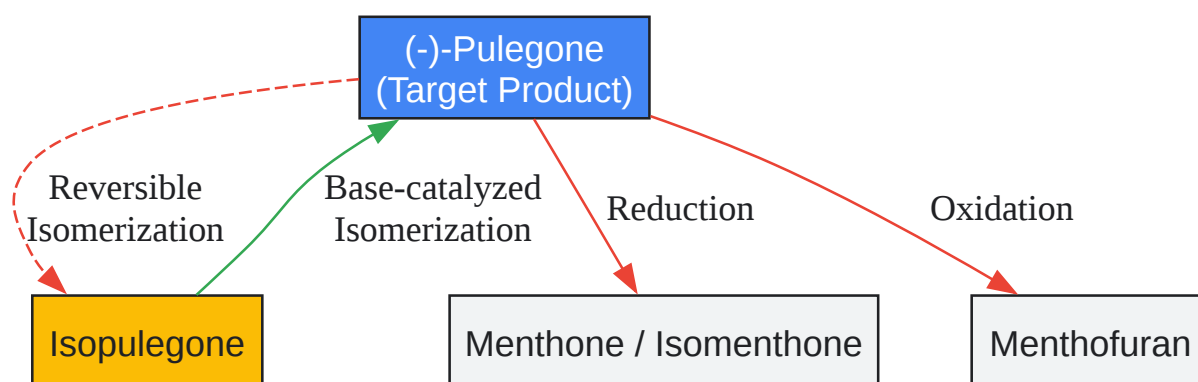 (-)-Pulegone
(Target Product)
Reversible
Isomerization
Base-catalyzed
Isomerization
Reduction
Oxidation
Isopulegone
Menthone / Isomenthone
Menthofuran